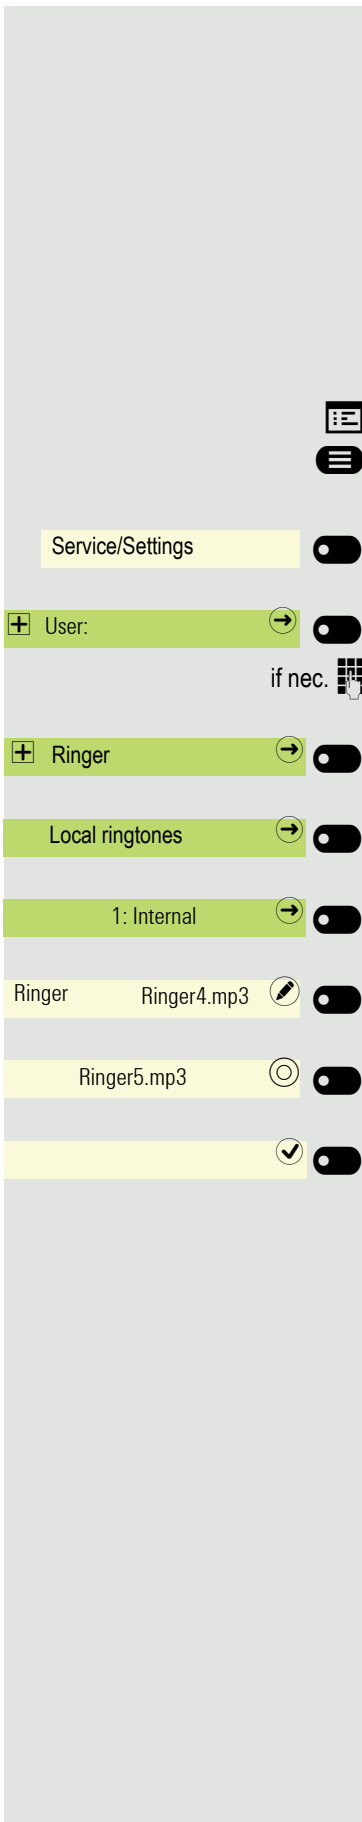 Service/Settings
User:
if nec.
Ringer
Local ringtones
1: Internal
Ringer Ringer4.mp3
Ringer5.mp3